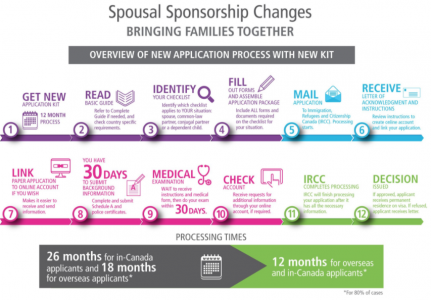 Spousal Sponsorship Changes
BRINGING FAMILIES TOGETHER
OVERVIEW OF NEW APPLICATION PROCESS WITH NEW KIT
GET NEW
APPLICATION KIT
12 MONTH
PROCESS
1
READ
BASIC GUIDE
Refer to Complete
Guide if needed, and
check country specific
requirements.
2
IDENTIFY
YOUR CHECKLIST
Identify which checklist
applies to YOUR situation:
spouses, common law
partner, conjugal partner
or a dependent child.
3
FILL
OUT FORMS
AND ASSEMBLE
APPLICATION PACKAGE
Include ALL forms and
documents required
on the checklist for
your situation.
4
MAIL
APPLICATION
To Immigration,
Refugees and Citizenship
Canada (IRCC). Processing
starts.
5
RECEIVE
LETTER OF
ACKNOWLEDGMENT AND
INSTRUCTIONS
Review instructions to
create online account
and link your application.
6
LINK
PAPER APPLICATION
TO ONLINE ACCOUNT
IF YOU WISH
Makes it easier to
receive and send
information.
7
YOU HAVE
30 DAYS
TO SUBMIT
BACKGROUND
INFORMATION
Complete and submit
Schedule A and
police certificates.
8
MEDICAL
EXAMINATION
WAIT to receive
instructions and medical
form, then do your exam
30 DAYS.
9
CHECK
ACCOUNT
Receive requests for
additional information
through your online
account, if required.
10
IRCC
COMPLETES PROCESSING
IRCC will finish processing
your application after it
has all the necessary
information.
11
DECISION
ISSUED
If approved, applicant
receives permanent
residence or visa. If refused,
applicant receives letter.
12
PROCESSING TIMES
26 months for in-Canada
applicants and 18 months
for overseas applicants*
12 months for overseas
and in-Canada applicants*
*For 80% of cases